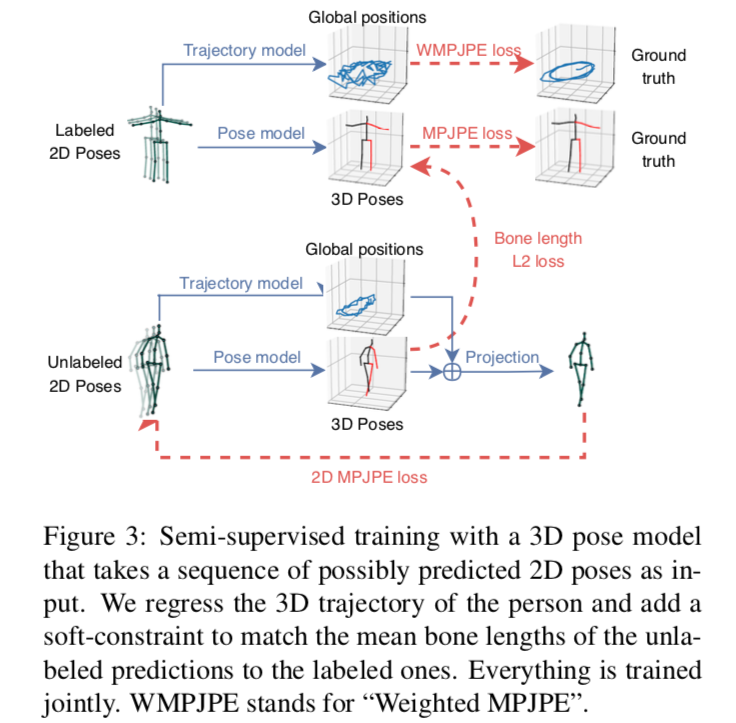 Global positions
Trajectory model
WMPJPE loss
Ground
truth
Labeled
2D Poses
Pose model
MPJPE loss
Ground
truth
3D Poses
Bone length
L2 loss
Global positions
Trajectory model
Unlabeled
2D Poses
Pose model
Projection
3D Poses
2D MPJPE loss
Figure 3: Semi-supervised training with a 3D pose model
that takes a sequence of possibly predicted 2D poses as in-
put. We regress the 3D trajectory of the person and add a
soft-constraint to match the mean bone lengths of the unla-
beled predictions to the labeled ones. Everything is trained
jointly. WMPJPE stands for “Weighted MPJPE”.